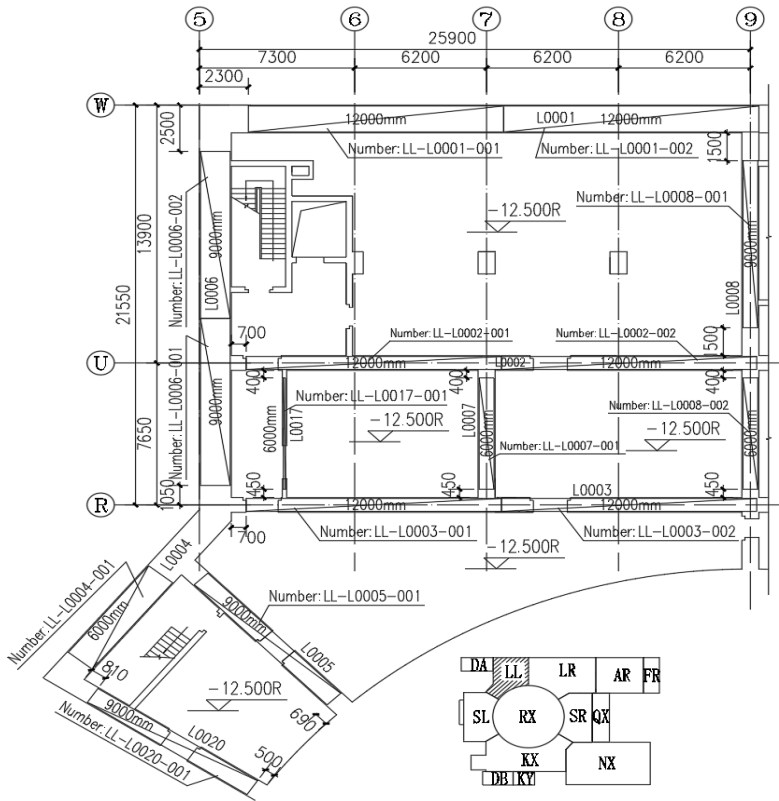 5
6
7
8
9
25900
7300
6200
6200
6200
2300
W
12000mm
L0001
12000mm
2500
Number:LL-L0001-001
Number:LL-L0001-002
1500
Number:LL-L0006-002
9000mm
L0006
-12.500R
Number:LL-L0008-001
9000mm
L0008
13900
21550
700
Number:LL-L0002-001
Number:LL-L0002-002
1500
U
12000mm
L0002
12000mm
400
400
400
Number:LL-L0006-001
9000mm
7650
6000mm
L0017
Number:LL-L0017-001
-12.500R
L0007
6000mm
Number:LL-L0007-001
Number:LL-L0008-002
-12.500R
6000mm
1050
450
450
L0003
450
R
12000mm
12000mm
700
Number:LL-L0003-001
Number:LL-L0003-002
-12.500R
L0004
Number:LL-L0004-001
6000mm
9000mm
Number:LL-L0005-001
L0005
810
-12.500R
9000mm
L0020
690
500
Number:LL-L0020-001
DA
LL
LR
AR
FR
SL
RX
SR
QX
KX
NX
DB
KY